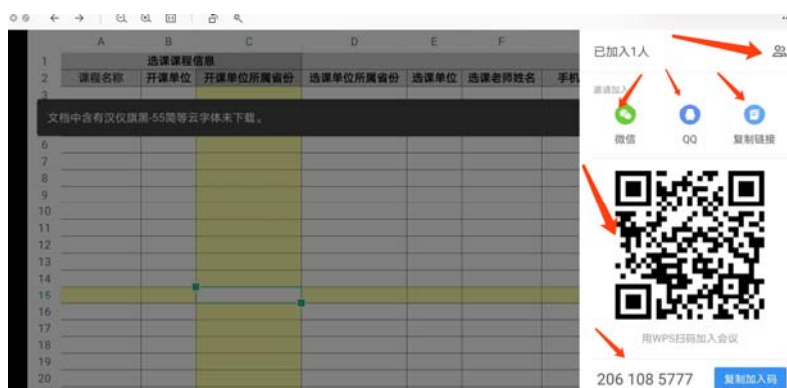 A B C D E F
1 选课课程信息
2 课程名称 开课单位 开课单位所属省份 选课单位所属省份 选课单位 选课老师姓名 手机
3
文档中含有汉仪旗黑-55简等云字体未下载。
6
7
8
9
10
11
12
13
14
15
16
17
18
19
20
已加入1人
邀请加入
微信 QQ 复制链接
用WPS扫码加入会议
206 108 5777 复制加入码